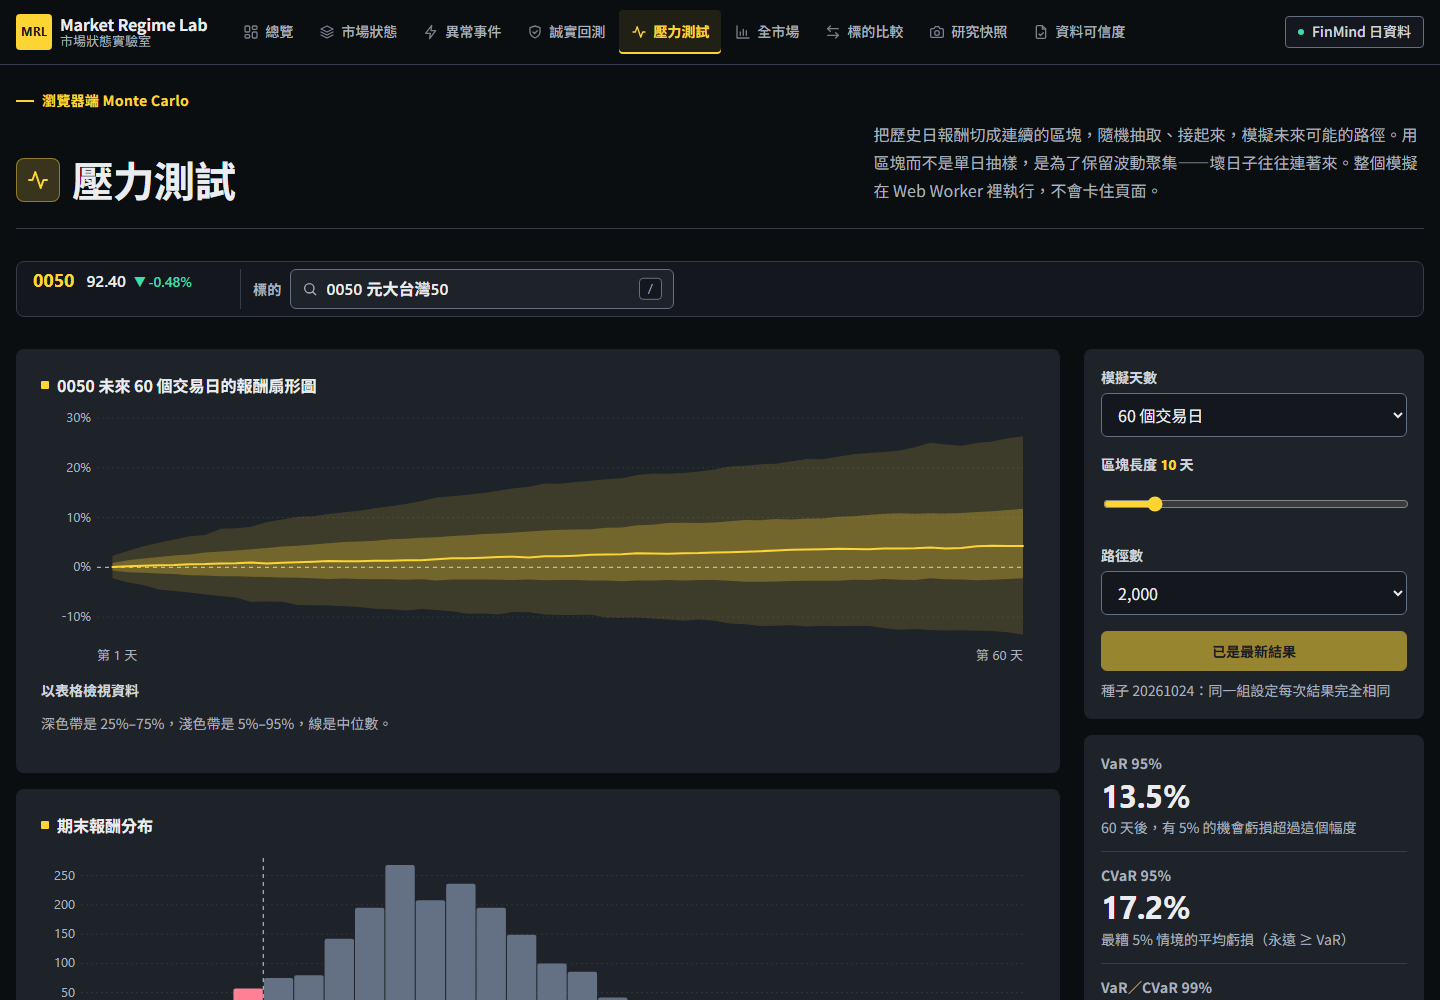 MRL
Market Regime Lab
市場狀態實驗室
總覽
市場狀態
異常事件
誠實回測
壓力測試
全市場
標的比較
研究快照
資料可信度
FinMind 日資料
瀏覽器端 Monte Carlo
壓力測試
把歷史日報酬切成連續的區塊，隨機抽取、接起來，模擬未來可能的路徑。用
區塊而不是單日抽樣，是為了保留波動聚集——壞日子往往連著來。整個模擬
在 Web Worker 裡執行，不會卡住頁面。
0050 92.40 ▼ -0.48%
標的
0050 元大台灣50
/
0050 未來 60 個交易日的報酬扇形圖
30%
20%
10%
0%
-10%
第 1 天
第 60 天
以表格檢視資料
深色帶是 25%–75%，淺色帶是 5%–95%，線是中位數。
期末報酬分布
250
200
150
100
50
模擬天數
60 個交易日
區塊長度 10 天
路徑數
2,000
已是最新結果
種子 20261024：同一組設定每次結果完全相同
VaR 95%
13.5%
60 天後，有 5% 的機會虧損超過這個幅度
CVaR 95%
17.2%
最糟 5% 情境的平均虧損（永遠 ≥ VaR）
VaR／CVaR 99%